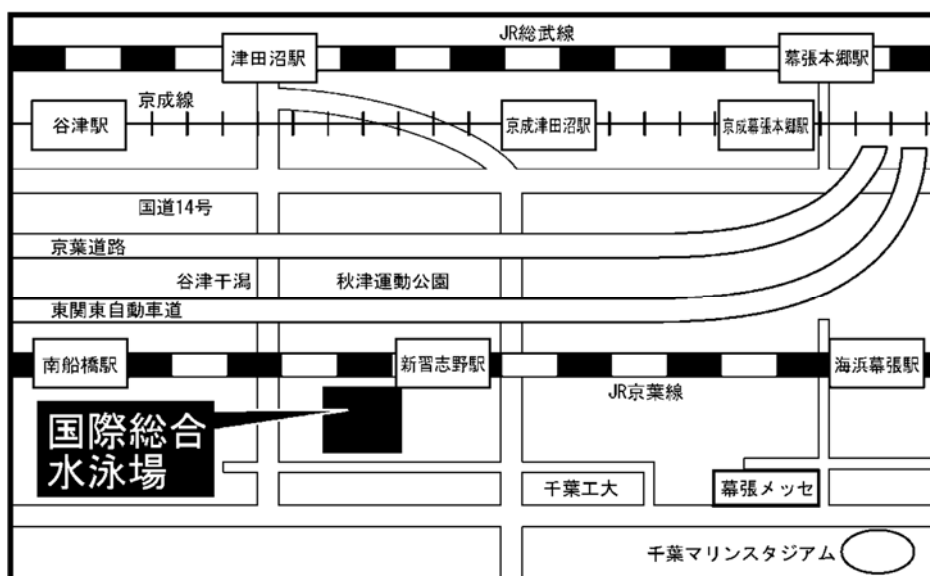 JR総武線
津田沼駅
幕張本郷駅
京成線
谷津駅
京成津田沼駅
京成幕張本郷駅
国道14号
京葉道路
谷津干潟
秋津運動公園
東関東自動車道
南船橋駅
新習志野駅
海浜幕張駅
JR京葉線
国際総合
水泳場
千葉工大
幕張メッセ
千葉マリンスタジアム